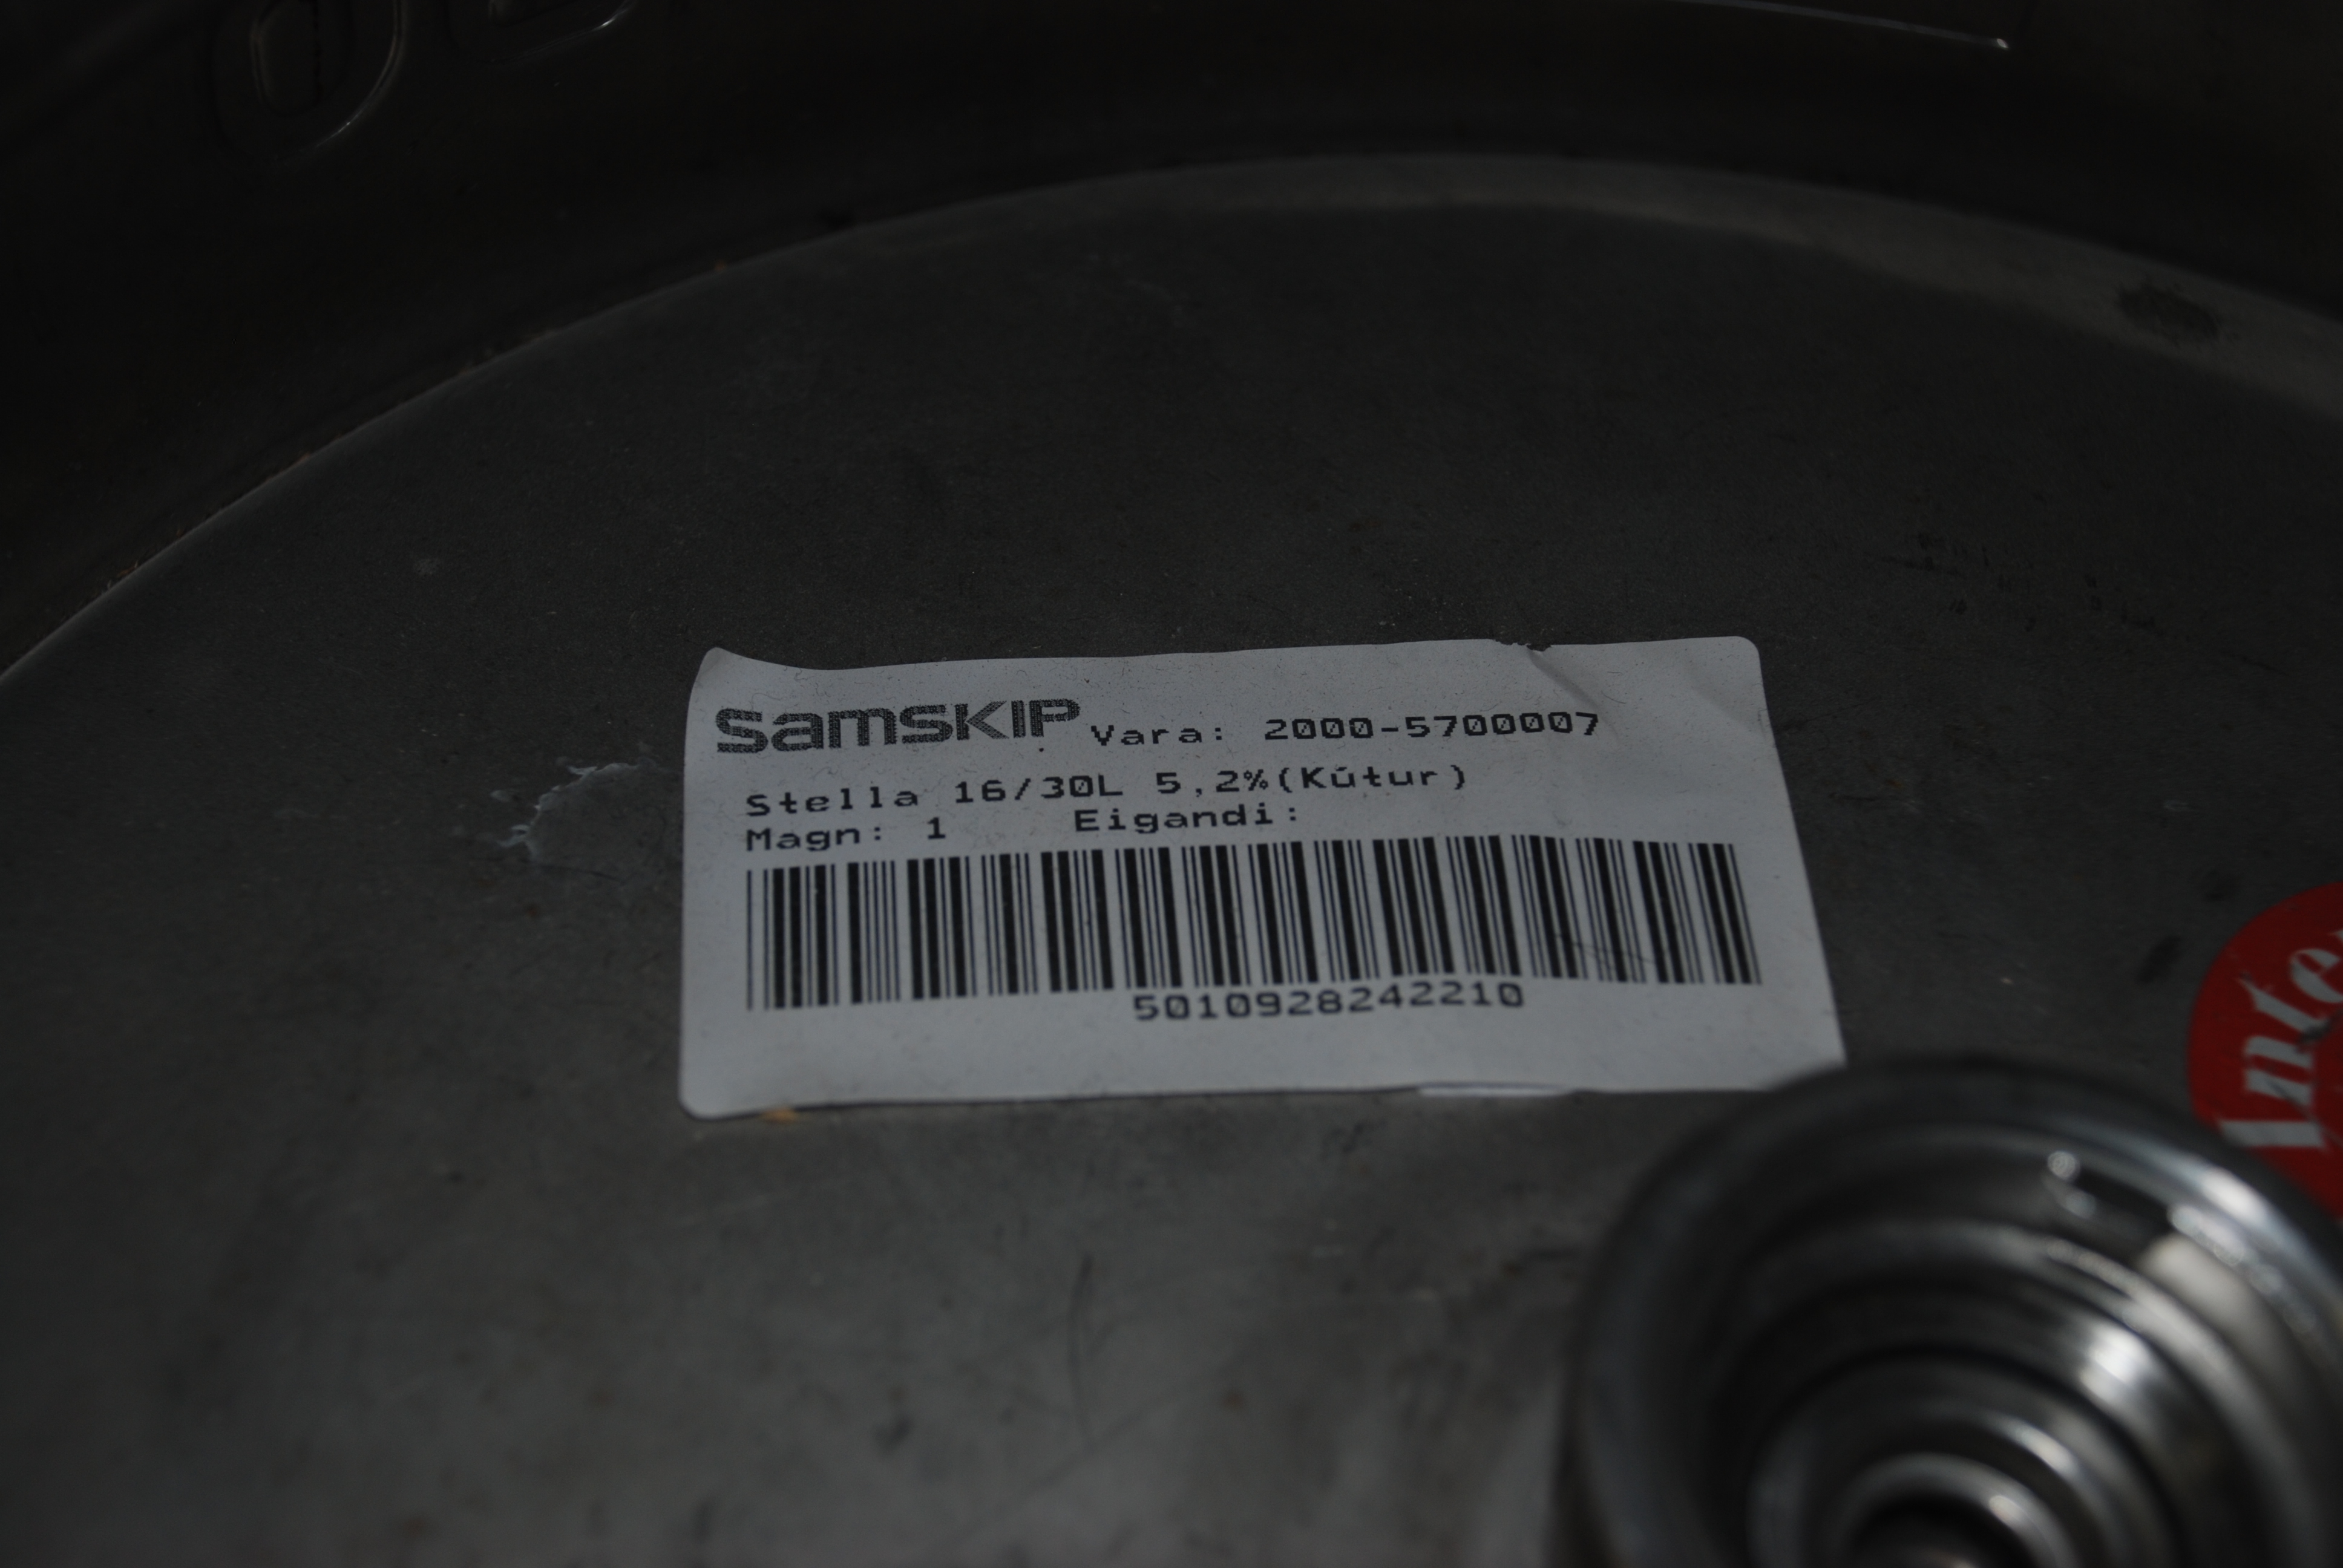 SAMSKIP Vara: 2000-5700007
Stella 16/30L 5,2%(Kútur)
Magn: 1 Eigandi:
5010928242210